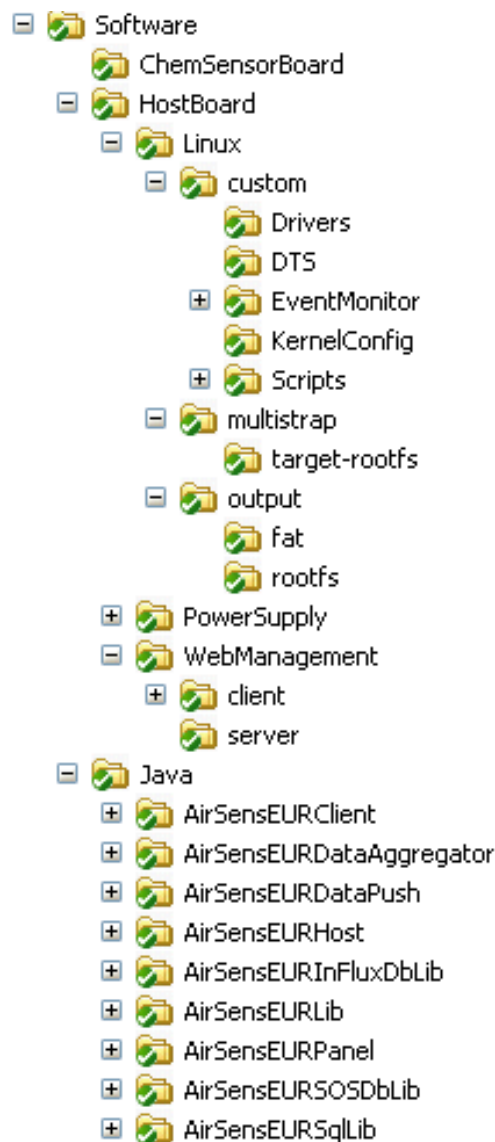 Software
ChemSensorBoard
HostBoard
Linux
custom
Drivers
DTS
EventMonitor
KernelConfig
Scripts
multistrap
target-rootfs
output
fat
rootfs
PowerSupply
WebManagement
client
server
Java
AirSensEURClient
AirSensEURDataAggregator
AirSensEURDataPush
AirSensEURHost
AirSensEURInFluxDbLib
AirSensEURLib
AirSensEURPanel
AirSensEURSOSDbLib
AirSensEURSqlLib